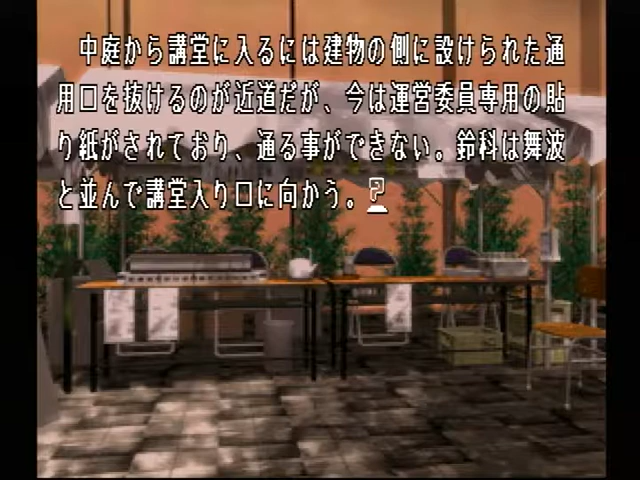 中庭から講堂に入るには建物の側に設けられた通
用口を抜けるのが近道だが、今は運営委員専用の貼
り紙がされており、通る事ができない。鈴科は舞波
と並んで講堂入り口に向かう。